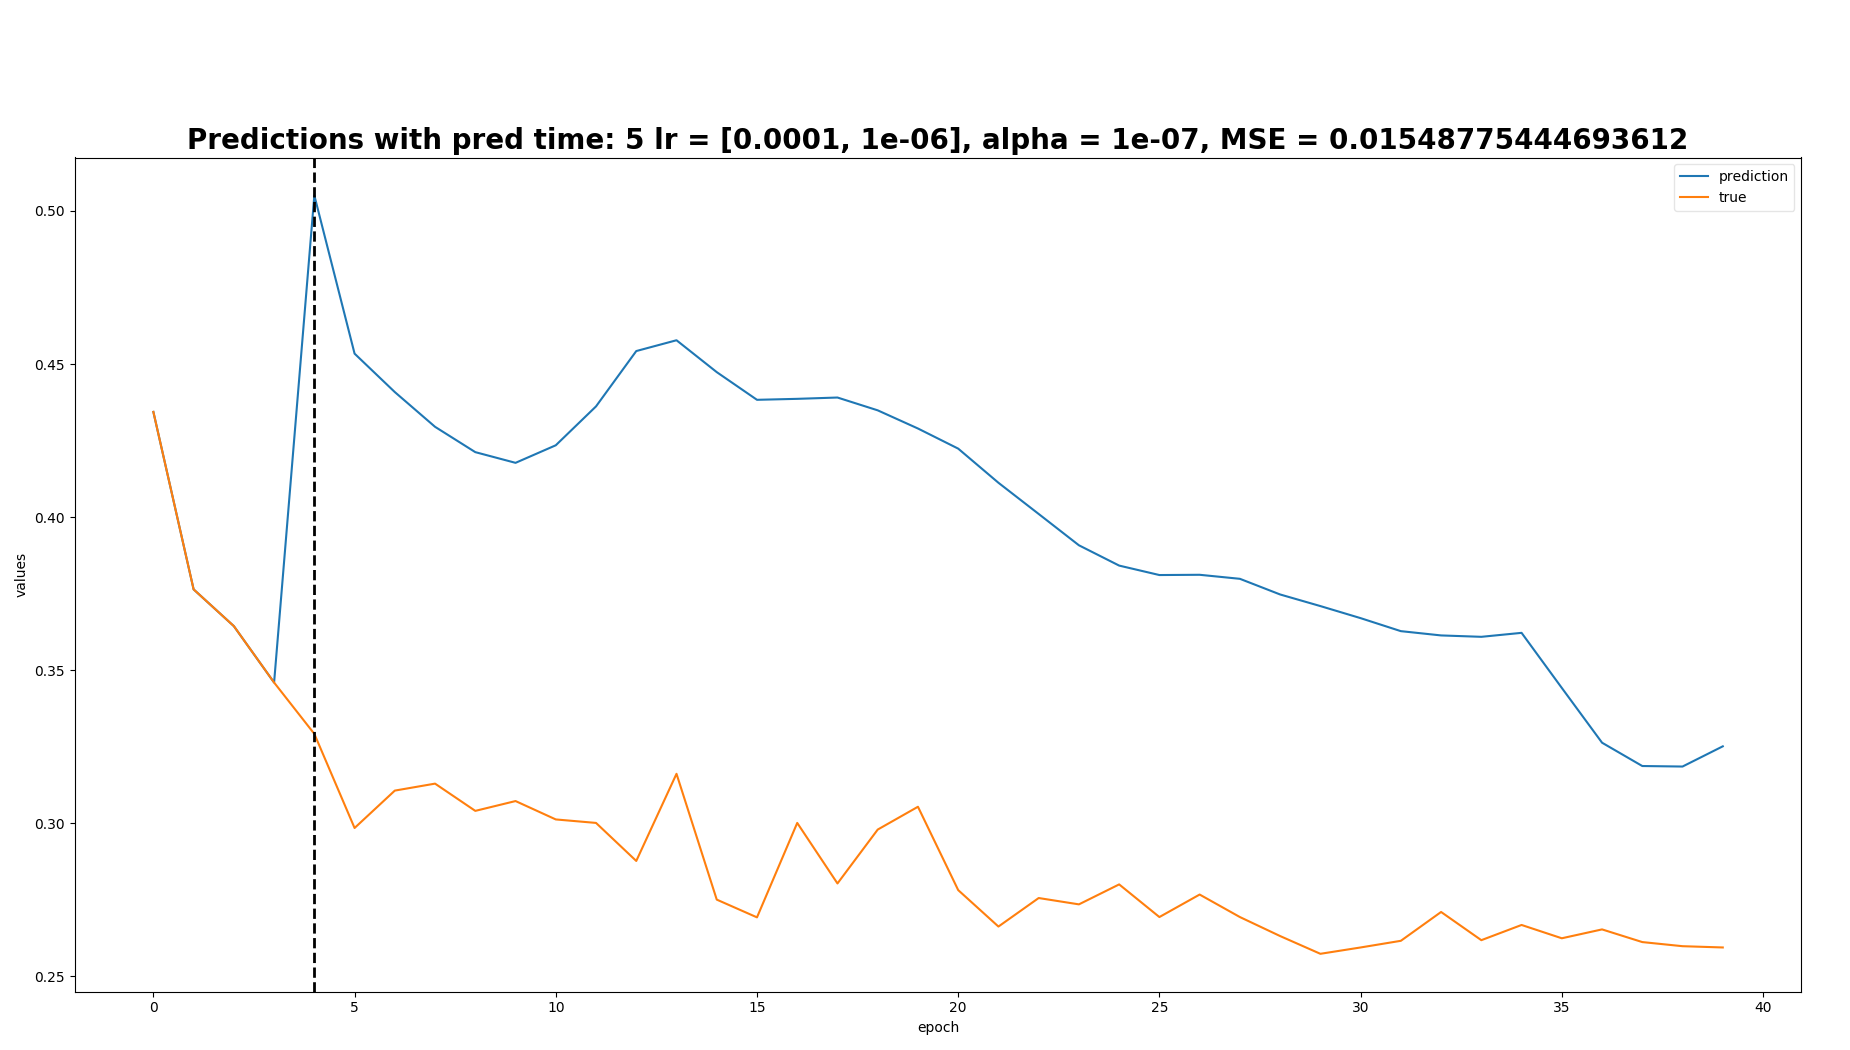 Predictions with pred time: 5 lr = [0.0001, 1e-06], alpha = 1e-07, MSE = 0.01548775444693612
prediction
true
0.50
0.45
0.40
0.35
0.30
0.25
values
0 5 10 15 20 25 30 35 40
epoch